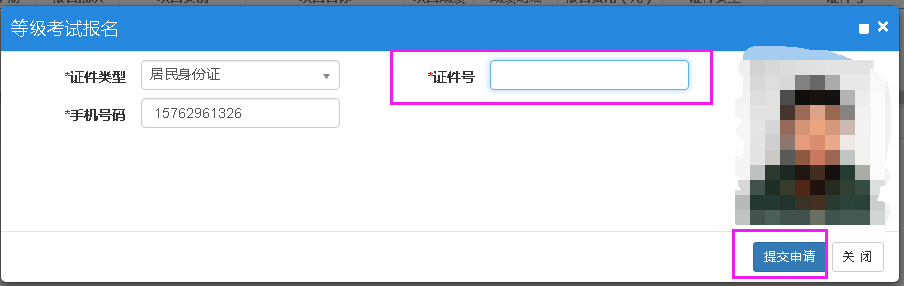 等级考试报名
*证件类型 居民身份证 *证件号
*手机号码 15762961326
提交申请 关 闭